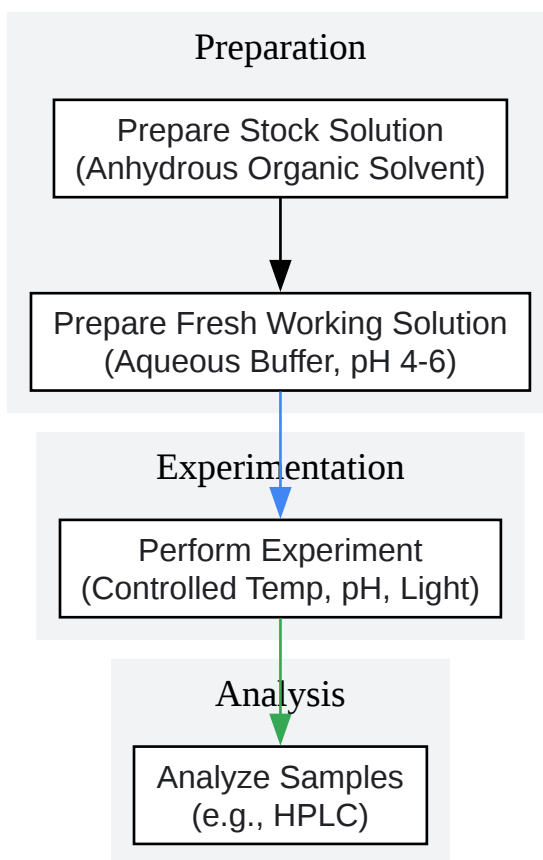 Preparation
Prepare Stock Solution
(Anhydrous Organic Solvent)
Prepare Fresh Working Solution
(Aqueous Buffer, pH 4-6)
Experimentation
Perform Experiment
(Controlled Temp, pH, Light)
Analysis
Analyze Samples
(e.g., HPLC)